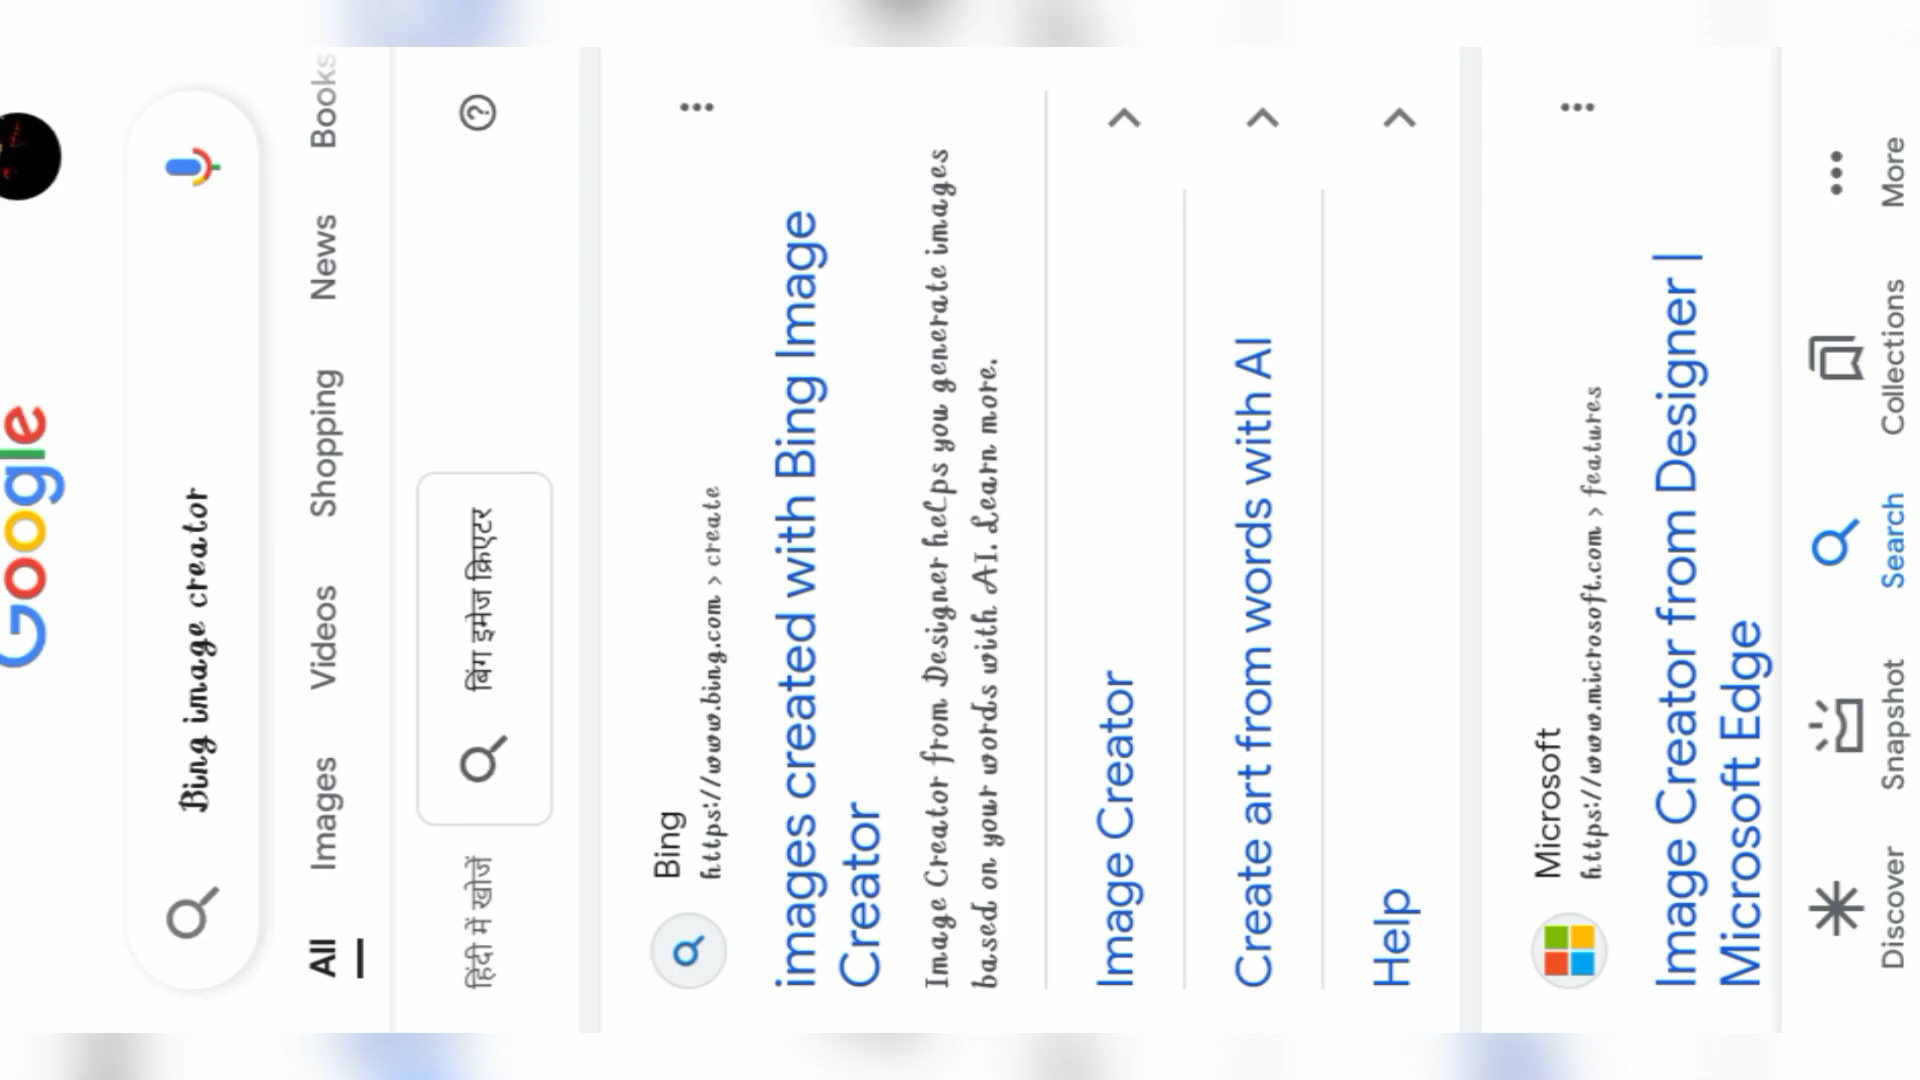 Google
Bing image creator
All Images Videos Shopping News Books
हिंदी में खोजें बिंग इमेज क्रिएटर
Bing
https://www.bing.com > create
images created with Bing Image
Creator
Image Creator from Designer helps you generate images
based on your words with AI. Learn more.
Image Creator
Create art from words with AI
Help
Microsoft
https://www.microsoft.com > features
Image Creator from Designer |
Microsoft Edge
Discover Snapshot Search Collections More